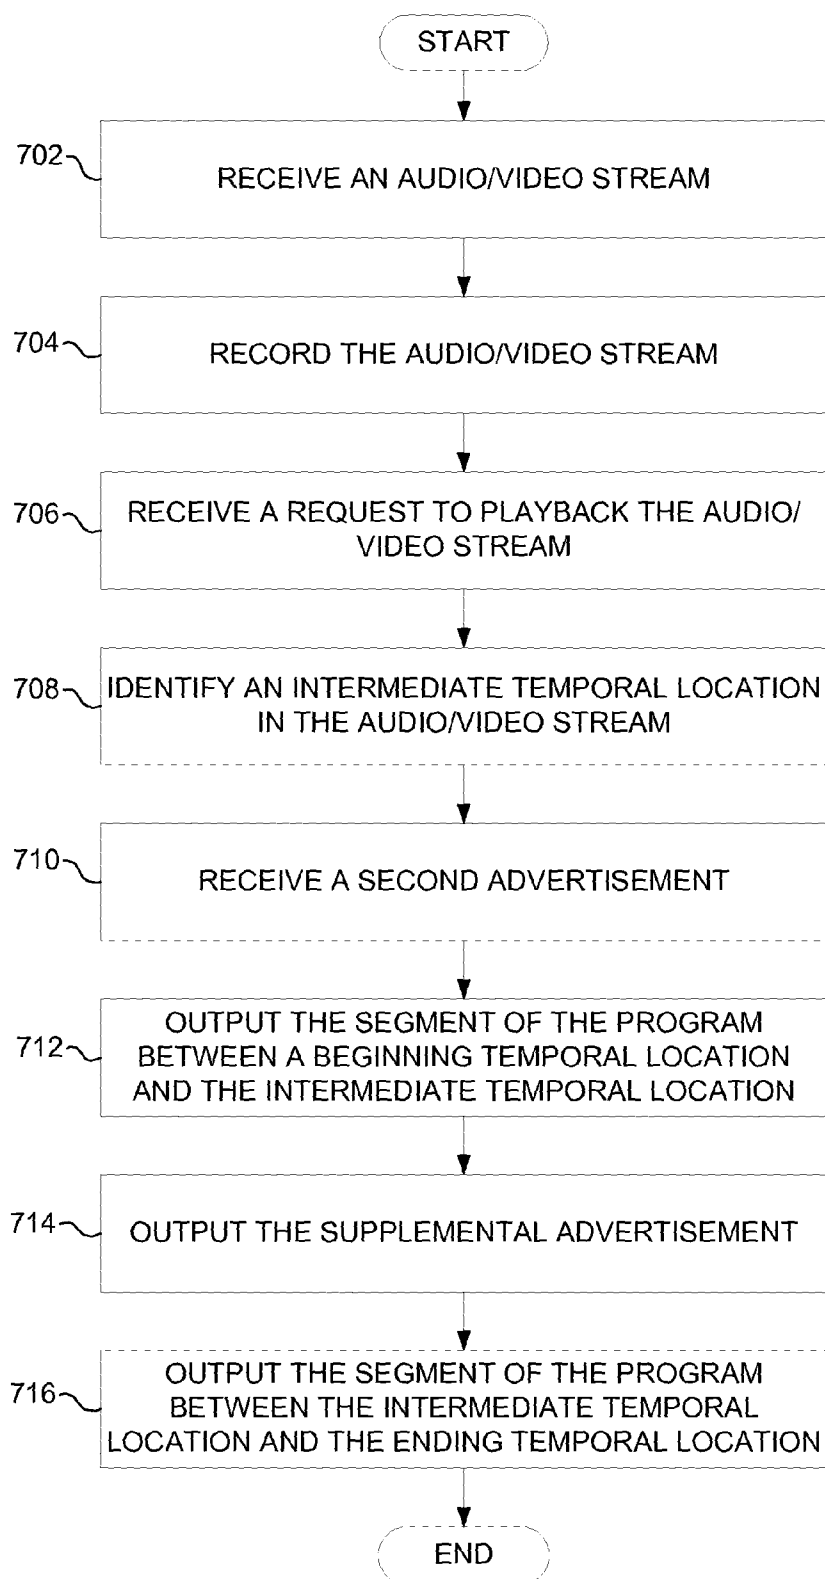 START
702
RECEIVE AN AUDIO/VIDEO STREAM
704
RECORD THE AUDIO/VIDEO STREAM
706
RECEIVE A REQUEST TO PLAYBACK THE AUDIO/
VIDEO STREAM
708
IDENTIFY AN INTERMEDIATE TEMPORAL LOCATION
IN THE AUDIO/VIDEO STREAM
710
RECEIVE A SECOND ADVERTISEMENT
712
OUTPUT THE SEGMENT OF THE PROGRAM
BETWEEN A BEGINNING TEMPORAL LOCATION
AND THE INTERMEDIATE TEMPORAL LOCATION
714
OUTPUT THE SUPPLEMENTAL ADVERTISEMENT
716
OUTPUT THE SEGMENT OF THE PROGRAM
BETWEEN THE INTERMEDIATE TEMPORAL
LOCATION AND THE ENDING TEMPORAL LOCATION
END